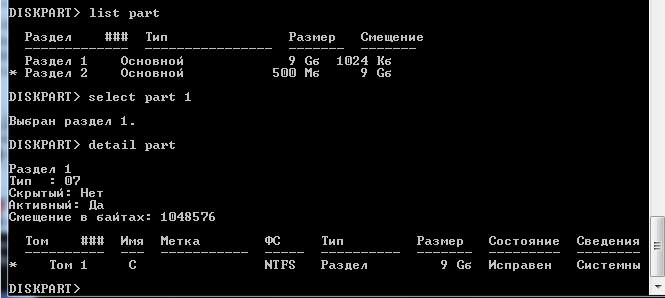 DISKPART> list part
Раздел ### Тип Размер Смещение
------------- ---------------- ------- -------
Раздел 1 Основной 9 Gб 1024 Kб
* Раздел 2 Основной 500 Mб 9 Gб
DISKPART> select part 1
Выбран раздел 1.
DISKPART> detail part
Раздел 1
Тип : 07
Скрытый: Нет
Активный: Да
Смещение в байтах: 1048576
Том ### Имя Метка ФС Тип Размер Состояние Сведения
----------- --- ----------- ----- ---------- ------- --------- --------
* Том 1 C NTFS Раздел 9 Gб Исправен Системны
DISKPART>